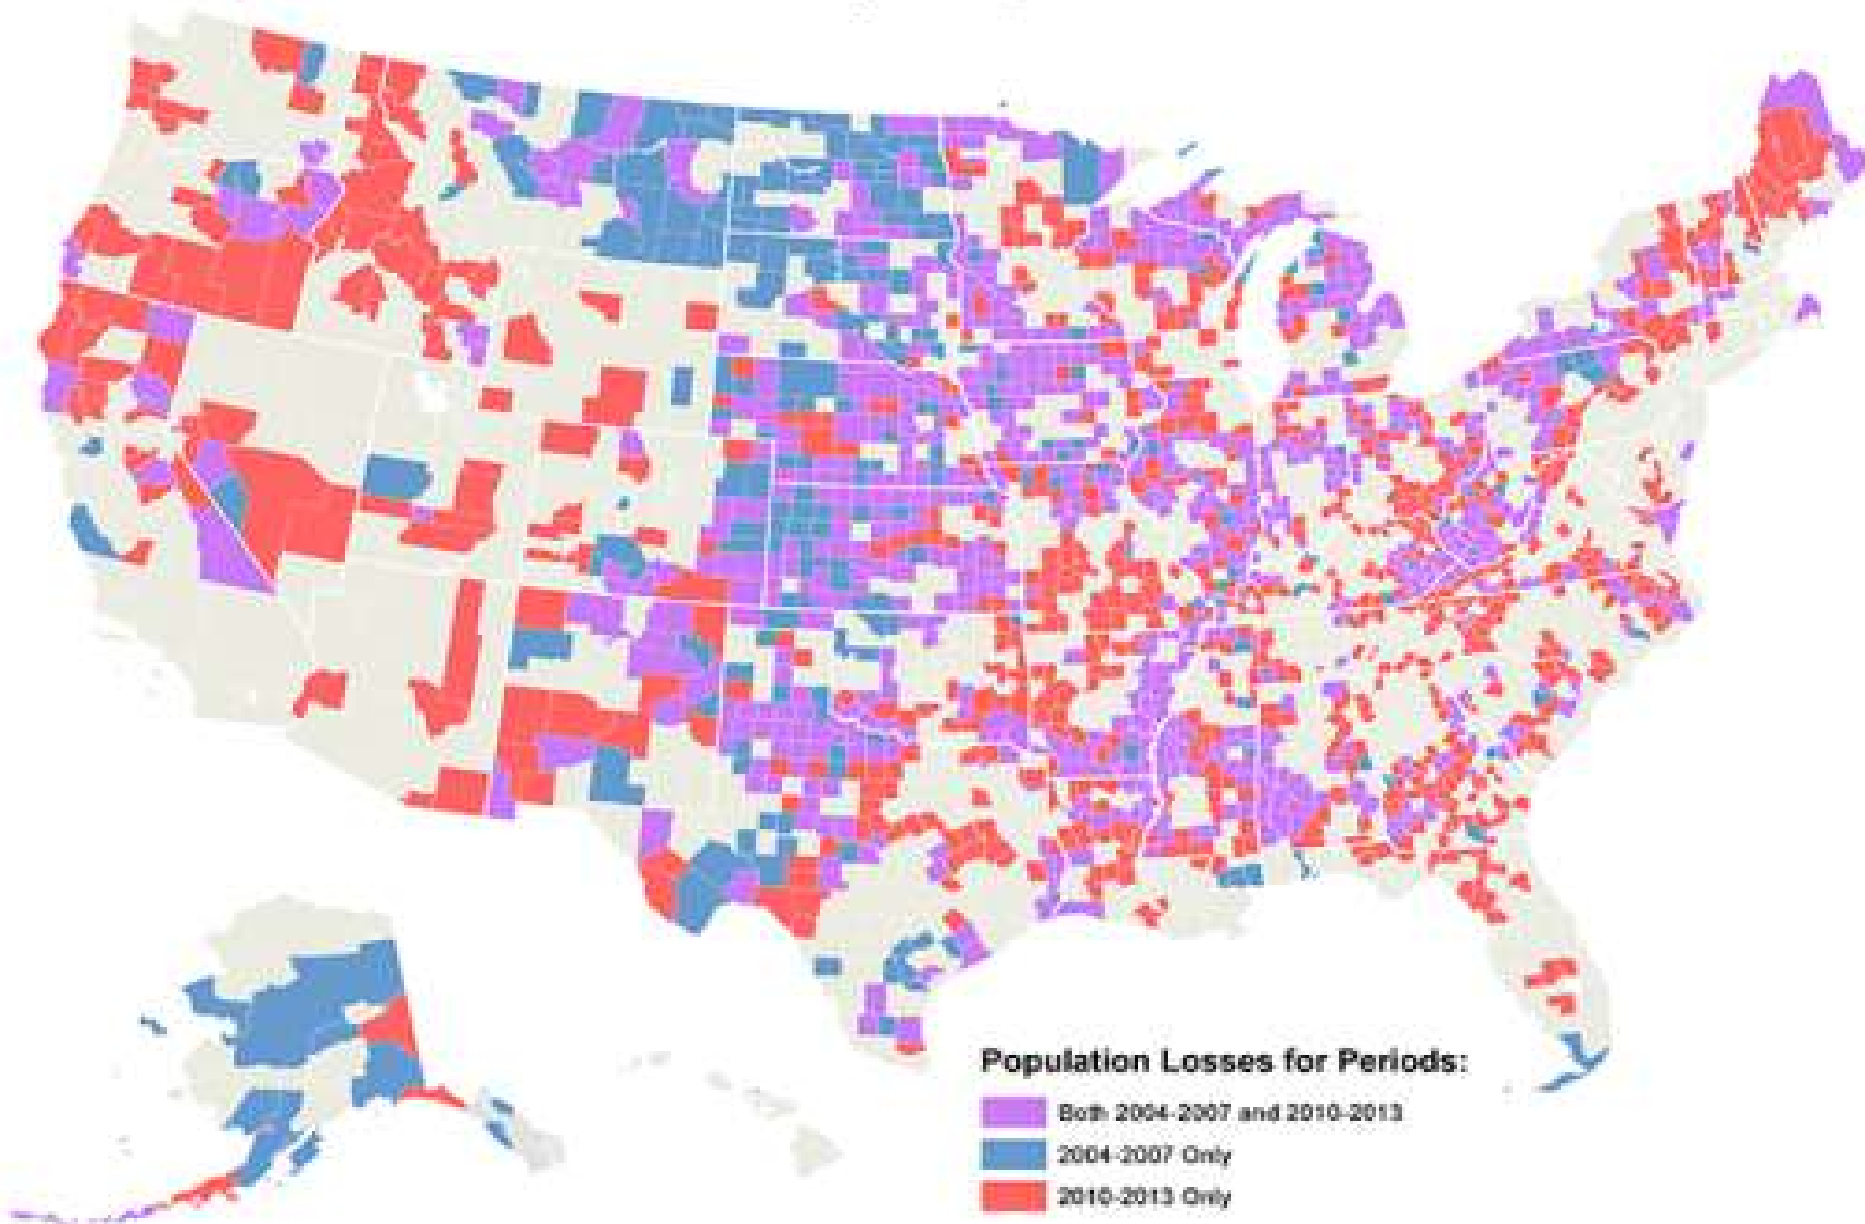 Population Losses for Periods:
Both 2004-2007 and 2010-2013
2004-2007 Only
2010-2013 Only